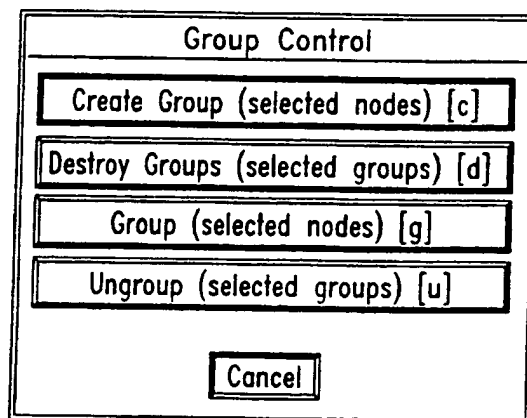 Group Control
Create Group (selected nodes) [c]
Destroy Groups (selected groups) [d]
Group (selected nodes) [g]
Ungroup (selected groups) [u]
Cancel